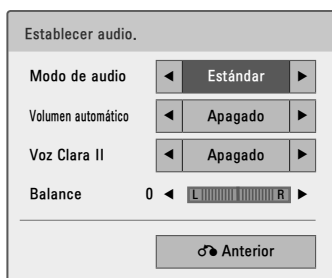 Establecer audio.
Modo de audio ◄ Estándar ►
Volumen automático ◄ Apagado ►
Voz Clara II ◄ Apagado ►
Balance 0 ◄ L R ►
Anterior